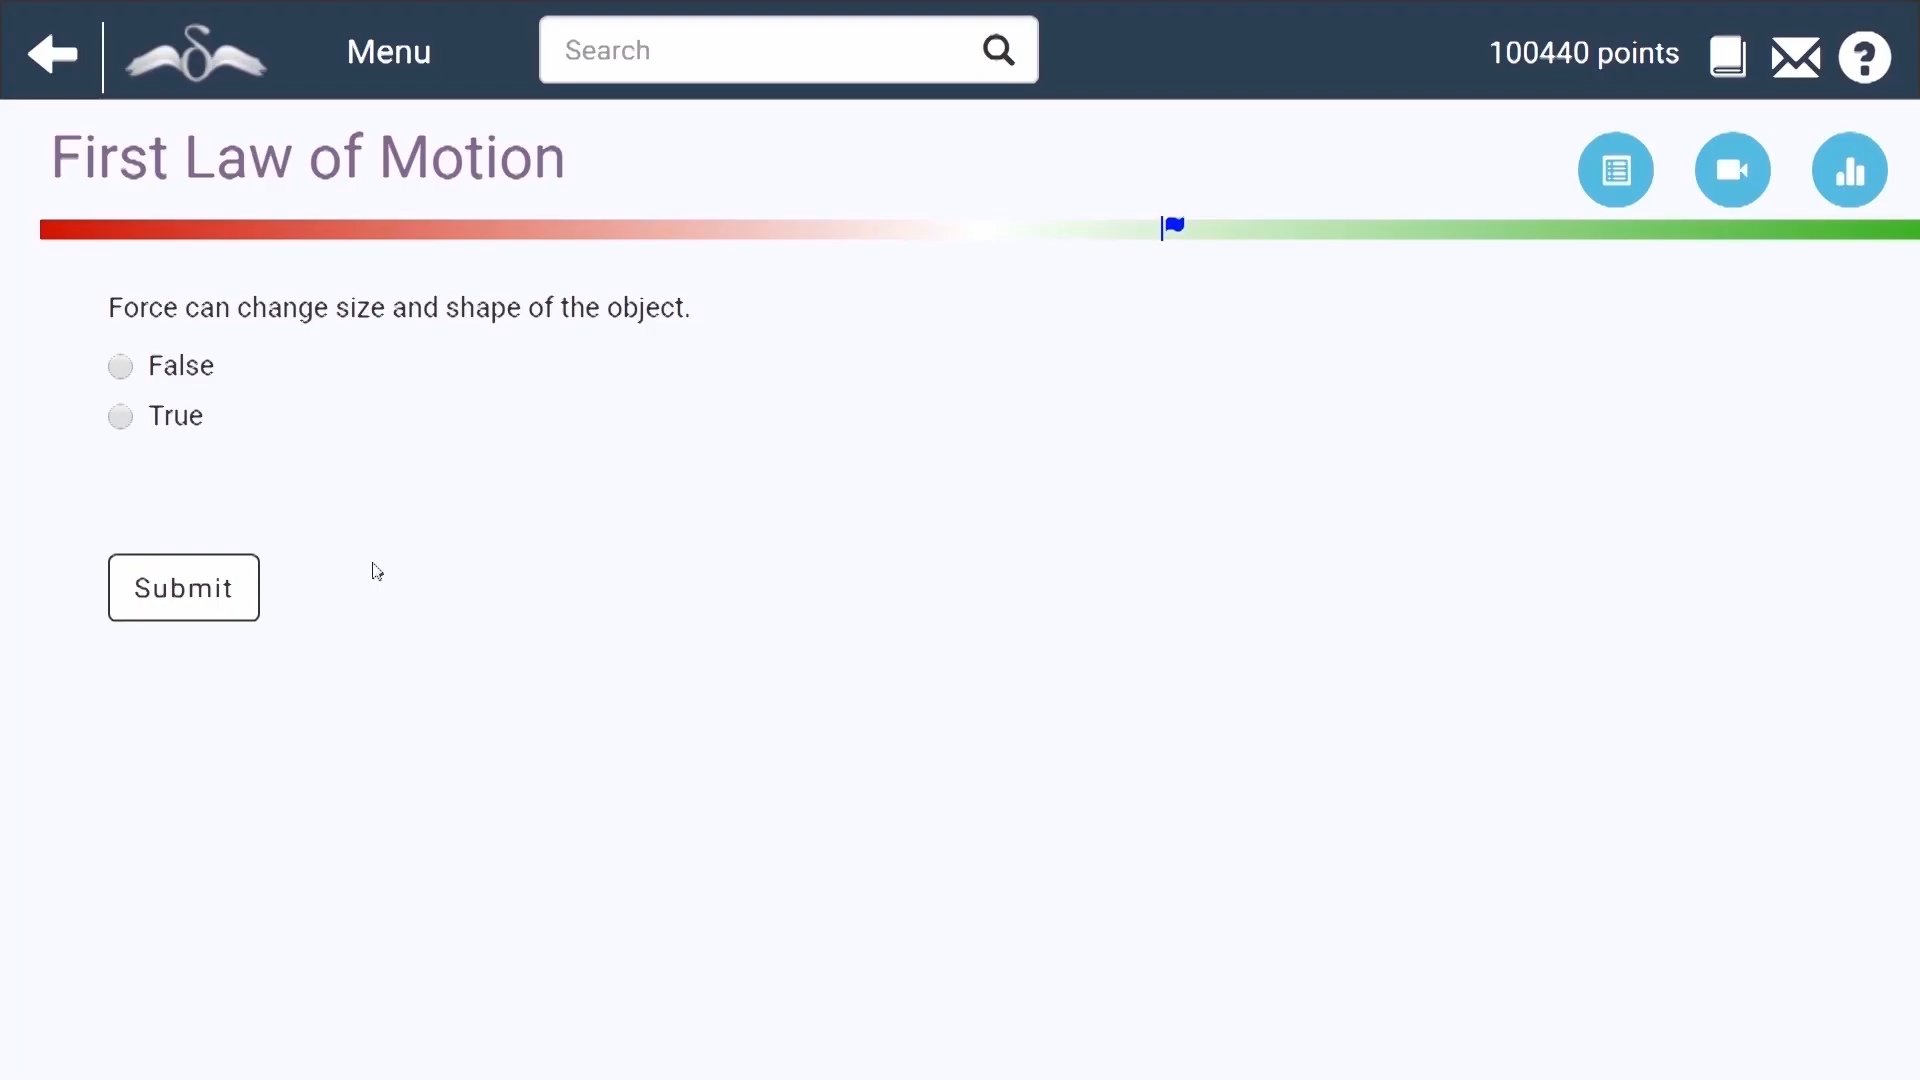 Menu
Search
100440 points
First Law of Motion
Force can change size and shape of the object.
False
True
Submit